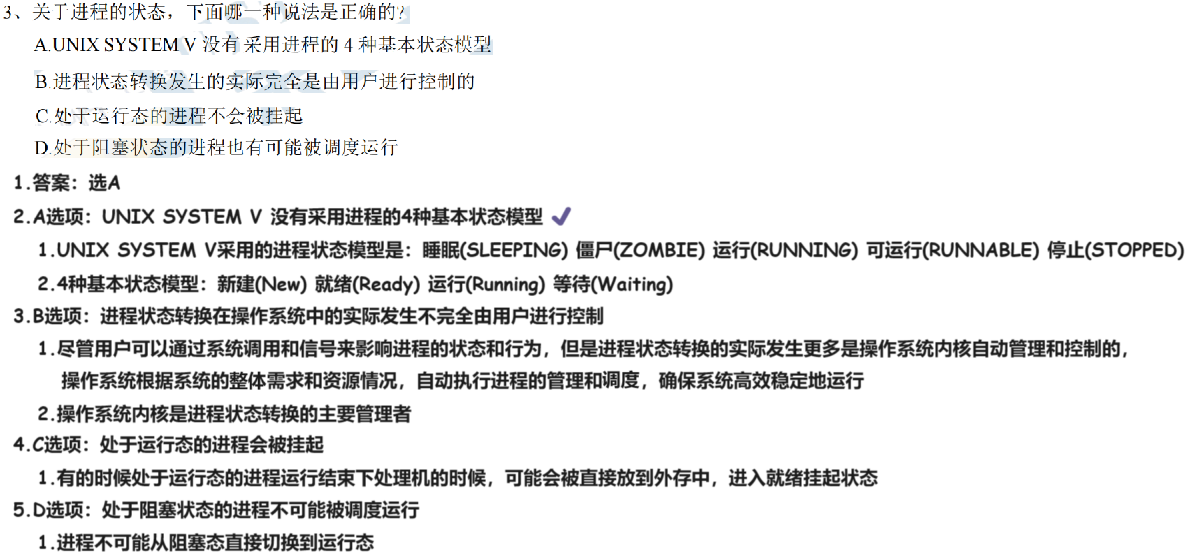 3、关于进程的状态，下面哪一种说法是正确的?
A.UNIX SYSTEM V 没有采用进程的 4 种基本状态模型
B.进程状态转换发生的实际完全是由用户进行控制的
C.处于运行态的进程不会被挂起
D.处于阻塞状态的进程也有可能被调度运行
1.答案：选A
2.A选项：UNIX SYSTEM V 没有采用进程的4种基本状态模型 ✓
1.UNIX SYSTEM V采用的进程状态模型是：睡眠(SLEEPING) 僵尸(ZOMBIE) 运行(RUNNING) 可运行(RUNNABLE) 停止(STOPPED)
2.4种基本状态模型：新建(New) 就绪(Ready) 运行(Running) 等待(Waiting)
3.B选项：进程状态转换在操作系统中的实际发生不完全由用户进行控制
1.尽管用户可以通过系统调用和信号来影响进程的状态和行为，但是进程状态转换的实际发生更多是操作系统内核自动管理和控制的，
操作系统根据系统的整体需求和资源情况，自动执行进程的管理和调度，确保系统高效稳定地运行
2.操作系统内核是进程状态转换的主要管理者
4.C选项：处于运行态的进程会被挂起
1.有的时候处于运行态的进程运行结束下处理机的时候，可能会被直接放到外存中，进入就绪挂起状态
5.D选项：处于阻塞状态的进程不可能被调度运行
1.进程不可能从阻塞态直接切换到运行态